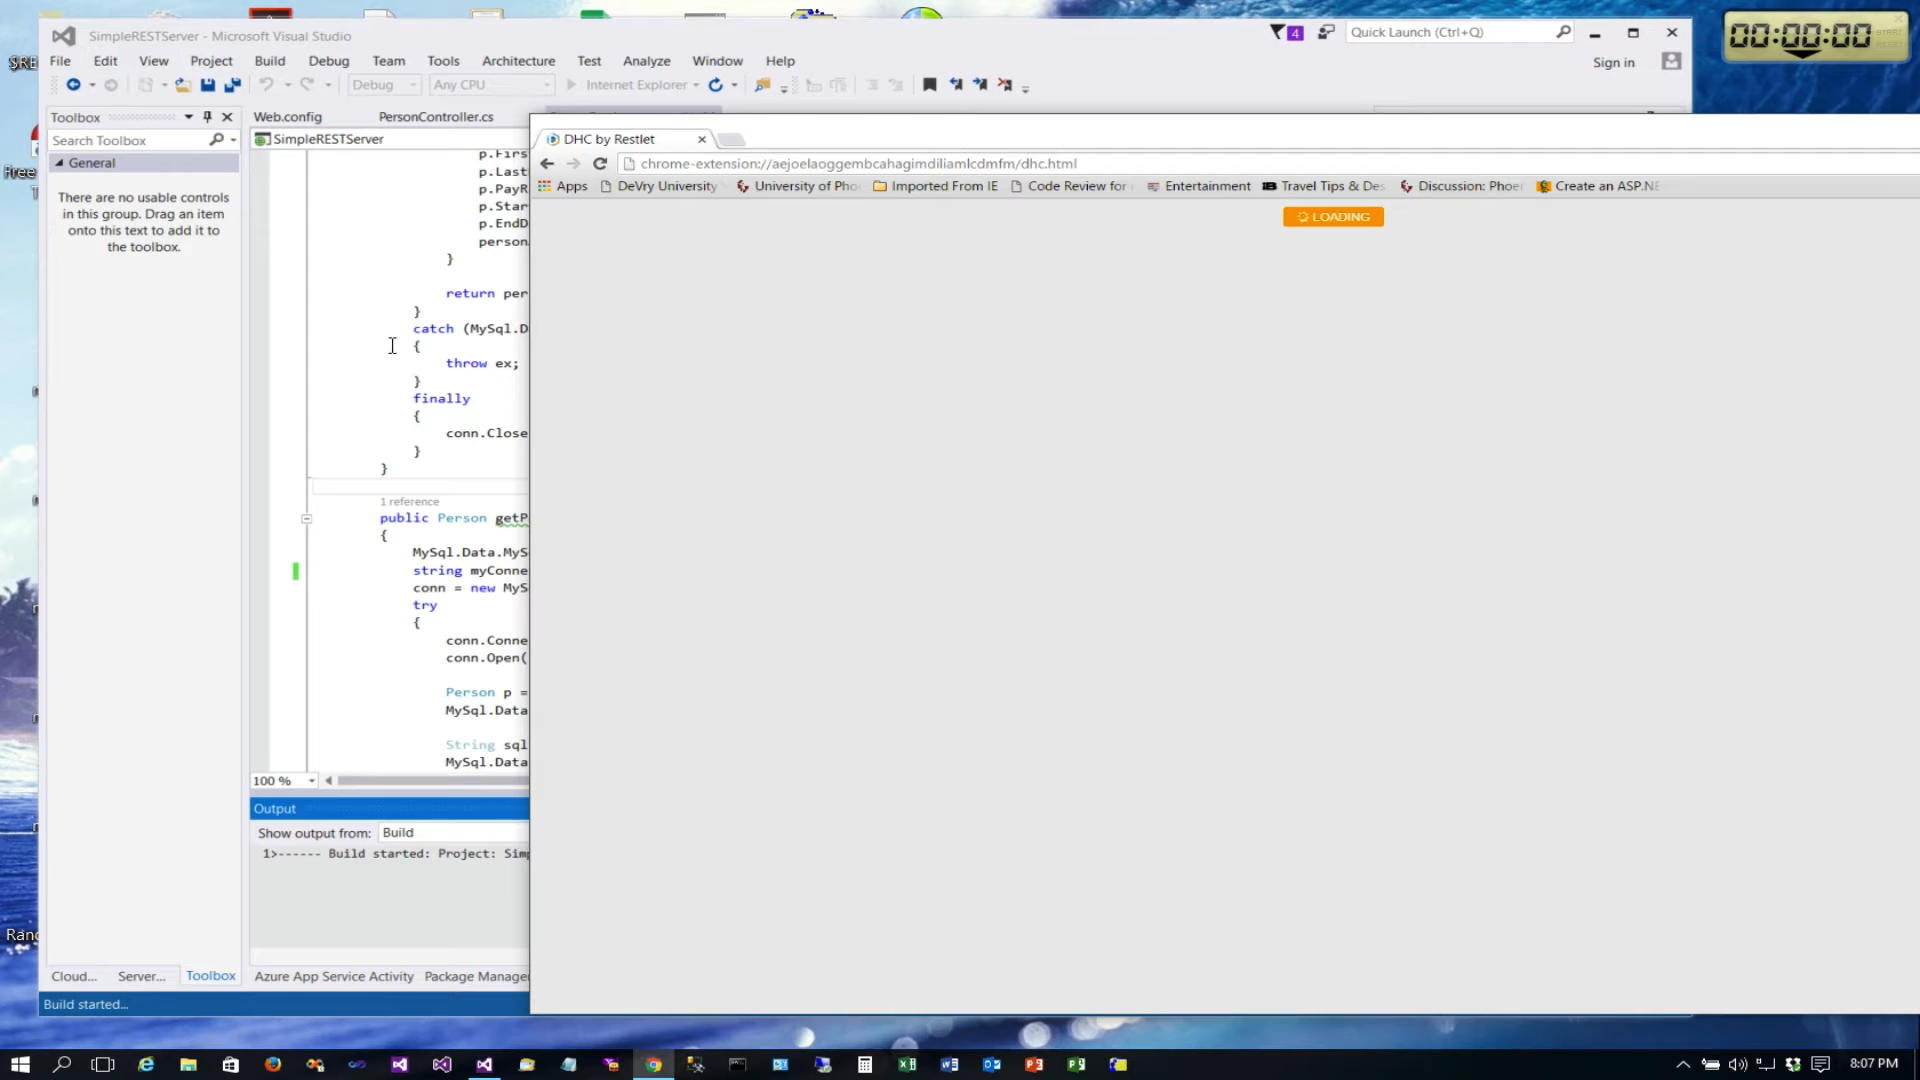 SimpleRESTServer - Microsoft Visual Studio
4
Quick Launch (Ctrl+Q)
00:00:00
File Edit View Project Build Debug Team Tools Architecture Test Analyze Window Help
Sign in
Debug Any CPU Internet Explorer
Toolbox
Web.config PersonController.cs
Search Toolbox
SimpleRESTServer
General
There are no usable controls
in this group. Drag an item
onto this text to add it to
the toolbox.
DHC by Restlet
chrome-extension://aejoelaoggembcahagimdiliamlcdmfm/dhc.html
Apps DeVry University University of Pho Imported From IE Code Review for Entertainment Travel Tips & Des Discussion: Phoe Create an ASP.NE
LOADING
p.Firs
p.Last
p.PayR
p.Star
p.EndD
person
}
return per
}
catch (MySql.D
{
throw ex;
}
finally
{
conn.Close
}
}
1 reference
public Person getP
{
MySql.Data.MyS
string myConne
conn = new MyS
try
{
conn.Conne
conn.Open(
Person p =
MySql.Data
String sql
MySql.Data
100 %
Output
Show output from: Build
1>------ Build started: Project: Sim
Cloud... Server... Toolbox
Azure App Service Activity Package Manage
Build started...
Free
T
8:07 PM